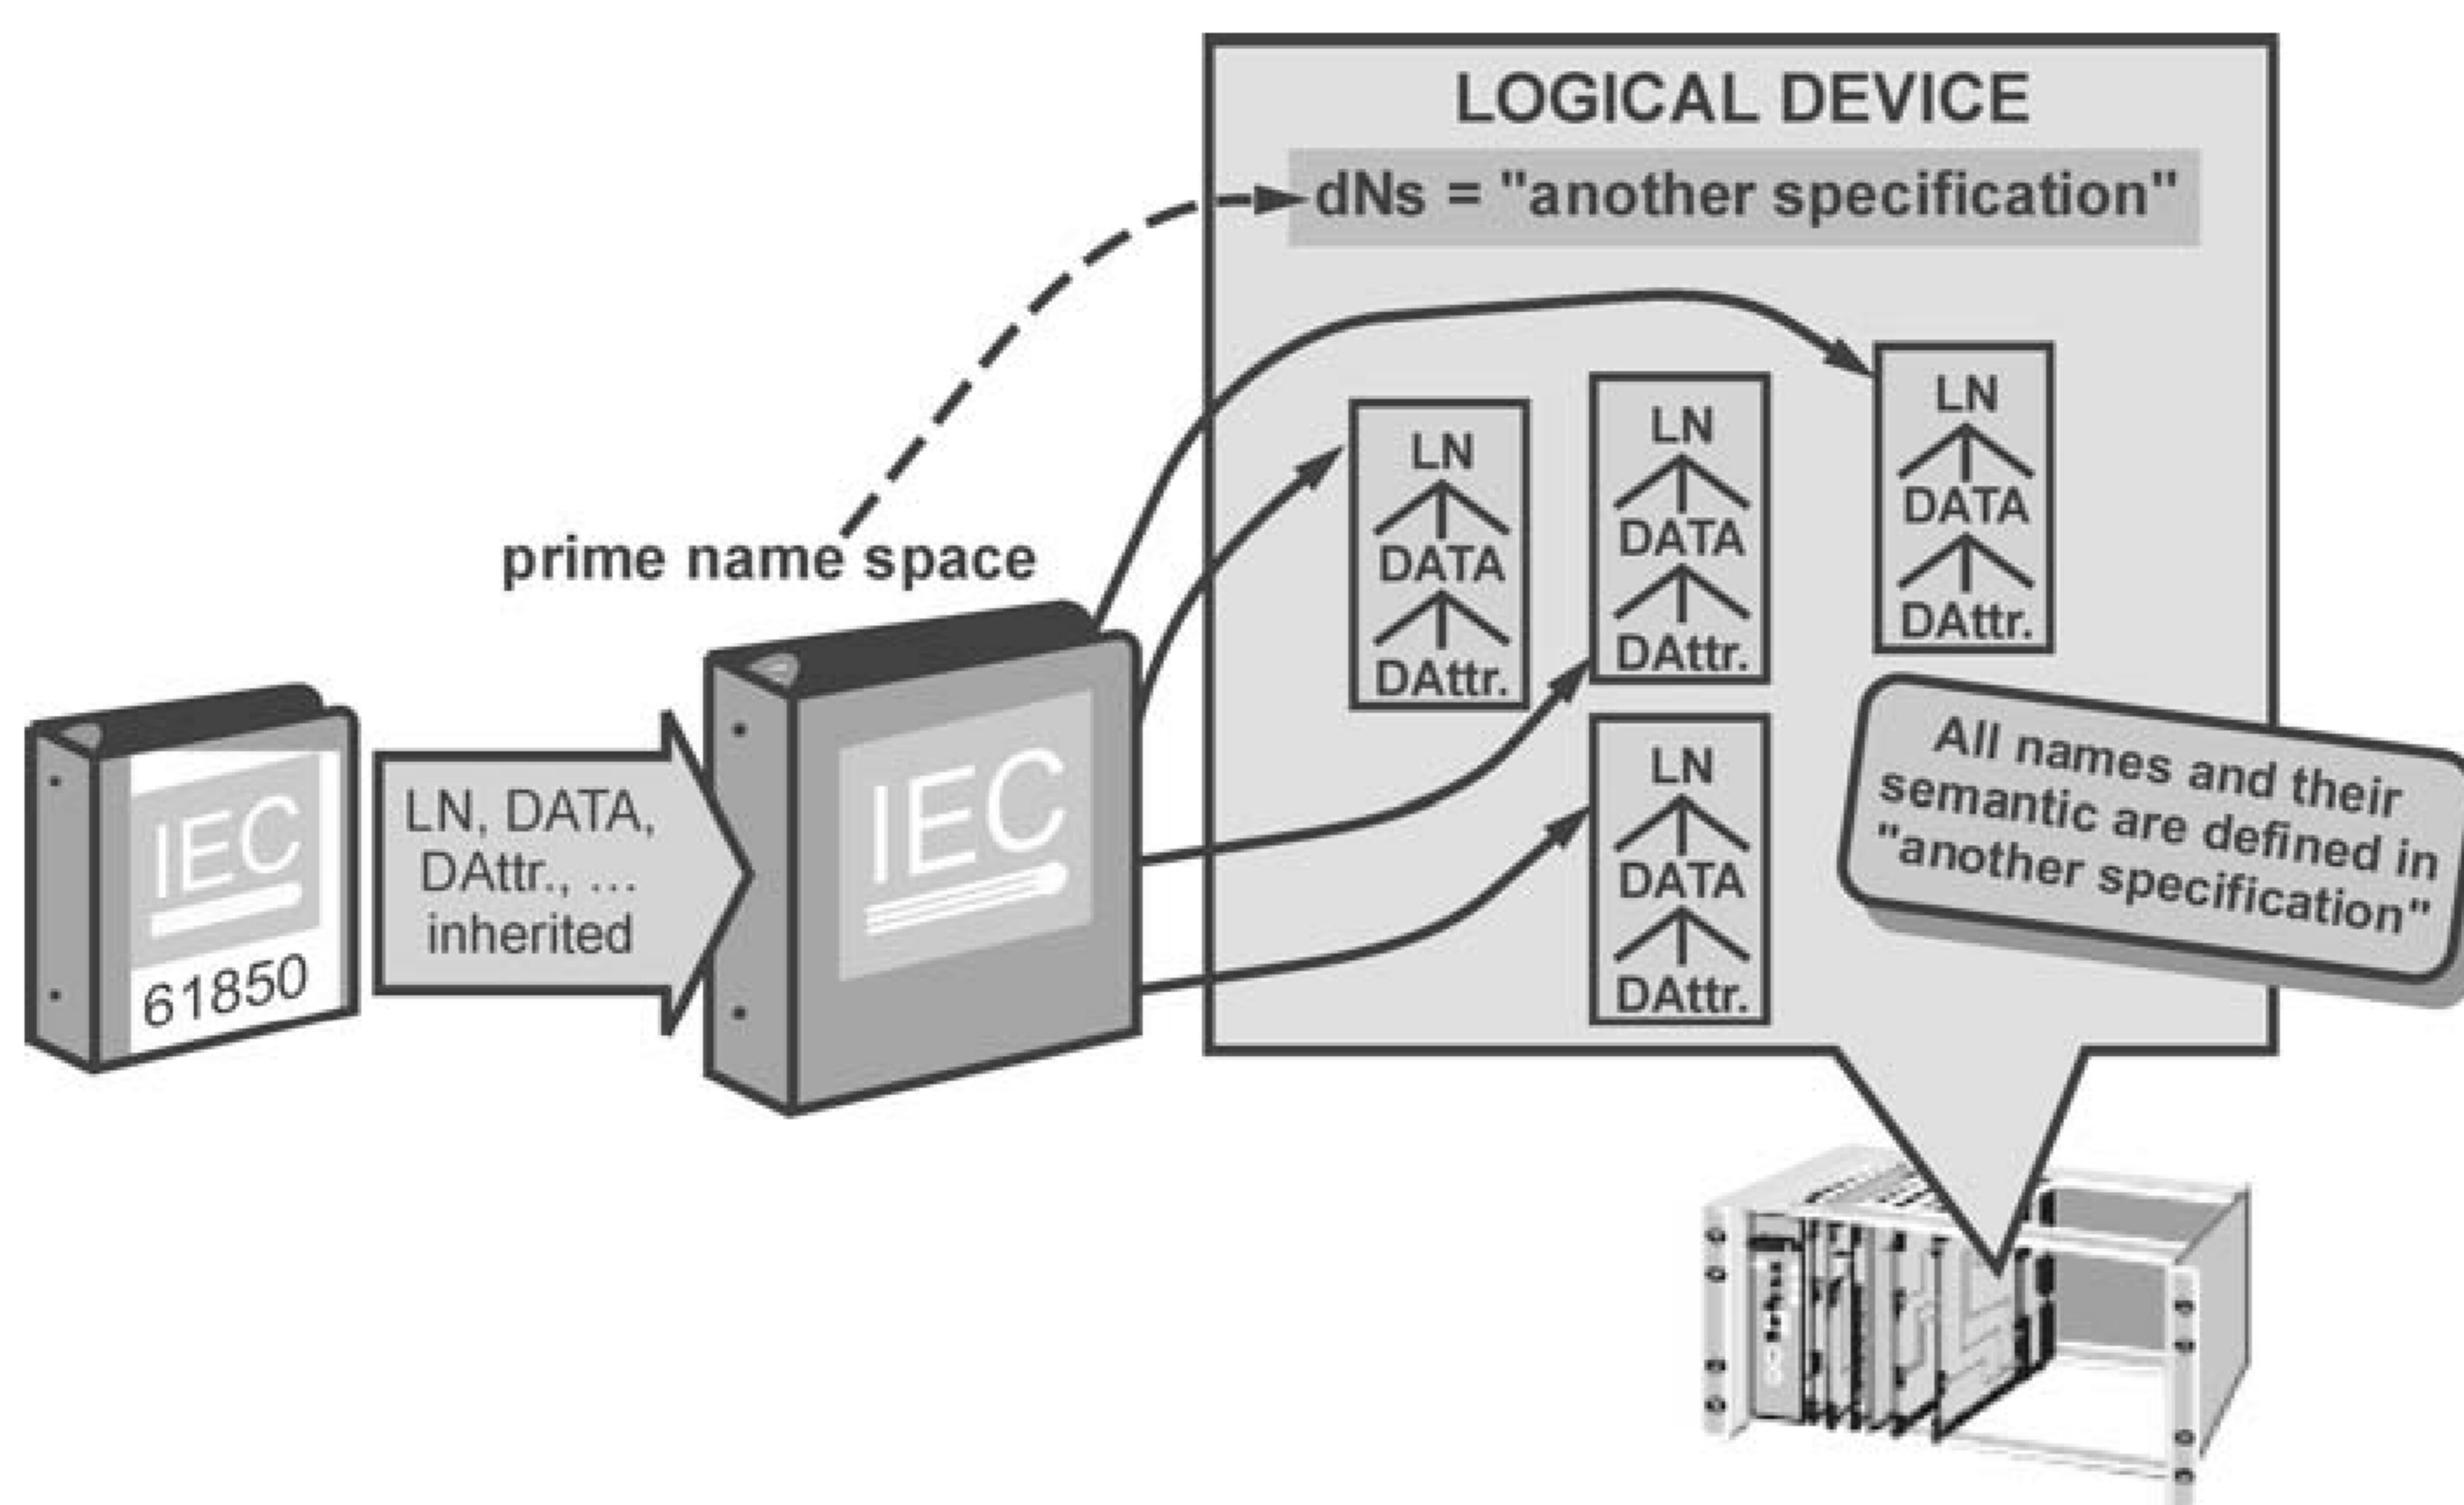 LOGICAL DEVICE
dNs = "another specification"
prime name space
LN
DATA
DAttr.
LN
DATA
DAttr.
LN
DATA
DAttr.
LN
DATA
DAttr.
IEC
61850
LN, DATA,
DAttr., ...
inherited
IEC
All names and their
semantic are defined in
"another specification"